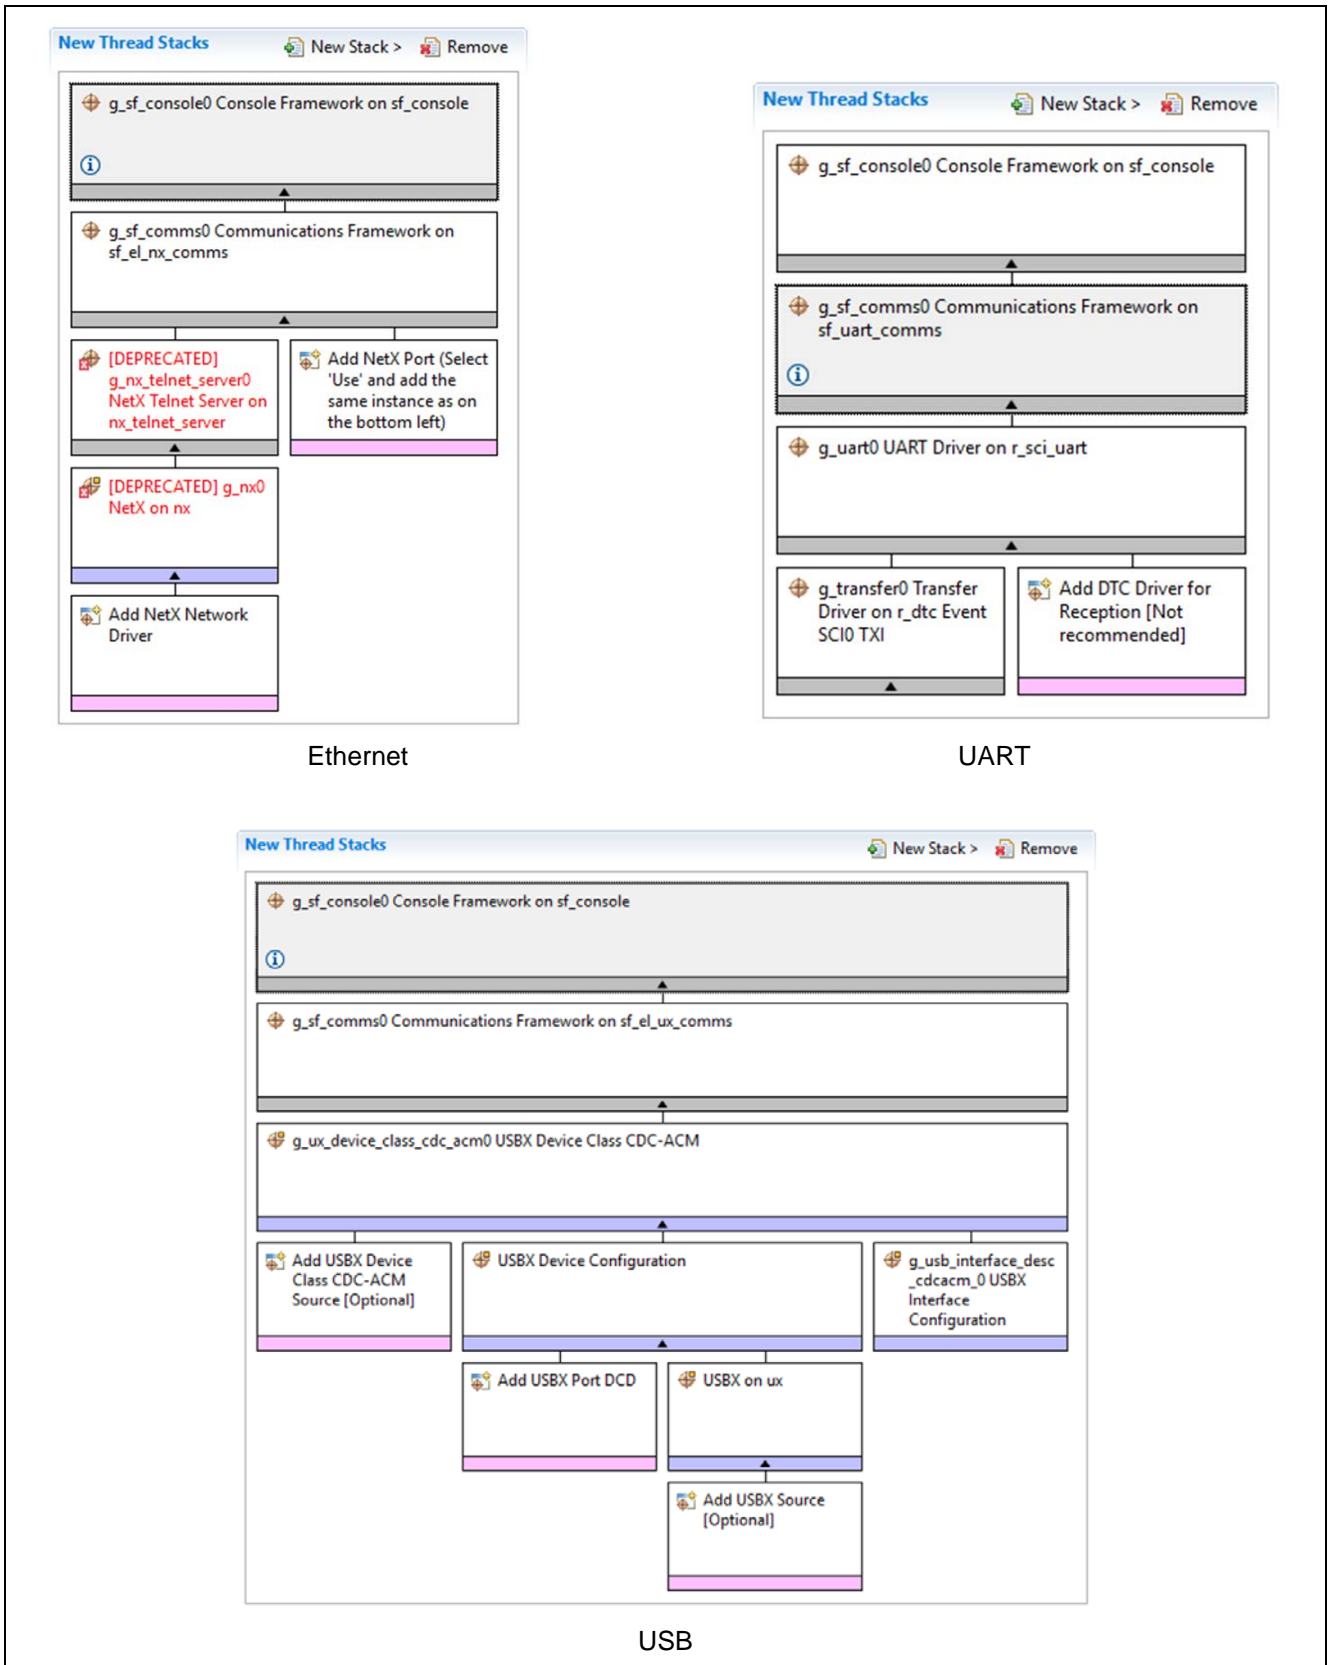 New Thread Stacks
New Stack >
Remove
g_sf_console0 Console Framework on sf_console
g_sf_comms0 Communications Framework on
sf_el_nx_comms
[DEPRECATED]
g_nx_telnet_server0
NetX Telnet Server on
nx_telnet_server
Add NetX Port (Select
'Use' and add the
same instance as on
the bottom left)
[DEPRECATED] g_nx0
NetX on nx
Add NetX Network
Driver
Ethernet
New Thread Stacks
New Stack >
Remove
g_sf_console0 Console Framework on sf_console
g_sf_comms0 Communications Framework on
sf_uart_comms
g_uart0 UART Driver on r_sci_uart
g_transfer0 Transfer
Driver on r_dtc Event
SCI0 TXI
Add DTC Driver for
Reception [Not
recommended]
UART
New Thread Stacks
New Stack >
Remove
g_sf_console0 Console Framework on sf_console
g_sf_comms0 Communications Framework on sf_el_ux_comms
g_ux_device_class_cdc_acm0 USBX Device Class CDC-ACM
Add USBX Device
Class CDC-ACM
Source [Optional]
USBX Device Configuration
g_usb_interface_desc
_cdcacm_0 USBX
Interface
Configuration
Add USBX Port DCD
USBX on ux
Add USBX Source
[Optional]
USB